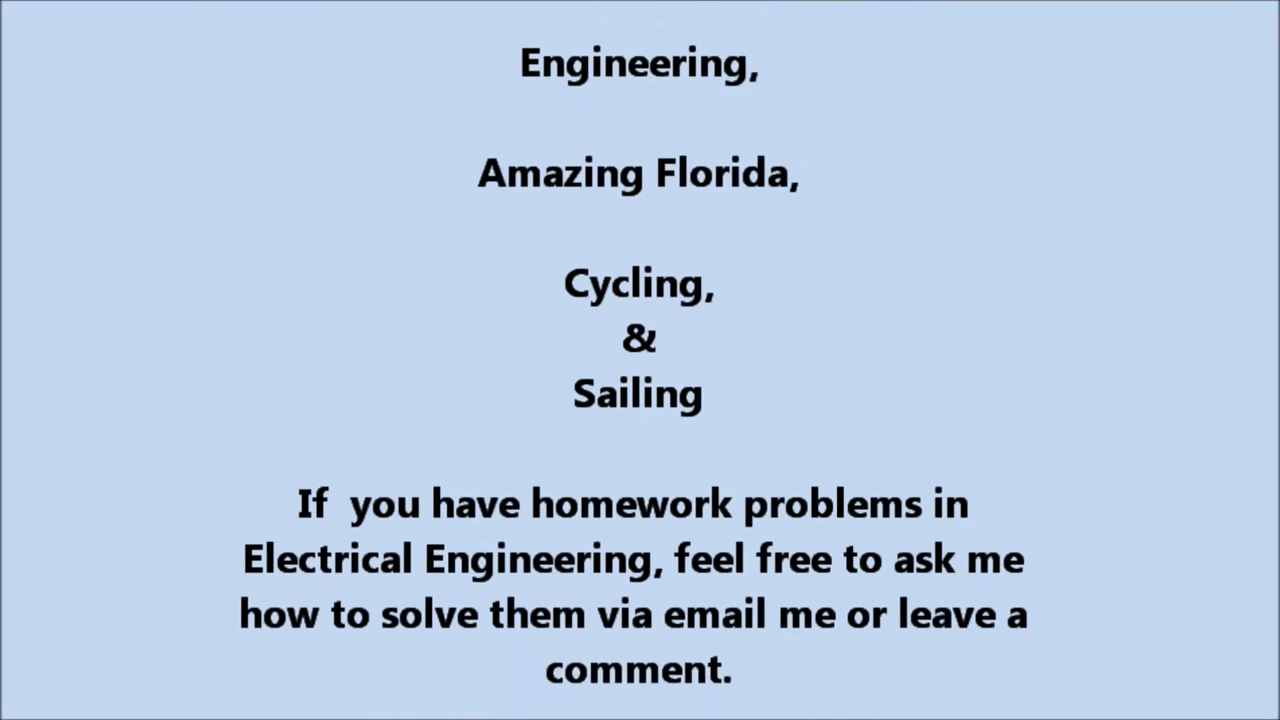 Engineering,
Amazing Florida,
Cycling,
&
Sailing
If  you have homework problems in
Electrical Engineering, feel free to ask me
how to solve them via email me or leave a
comment.